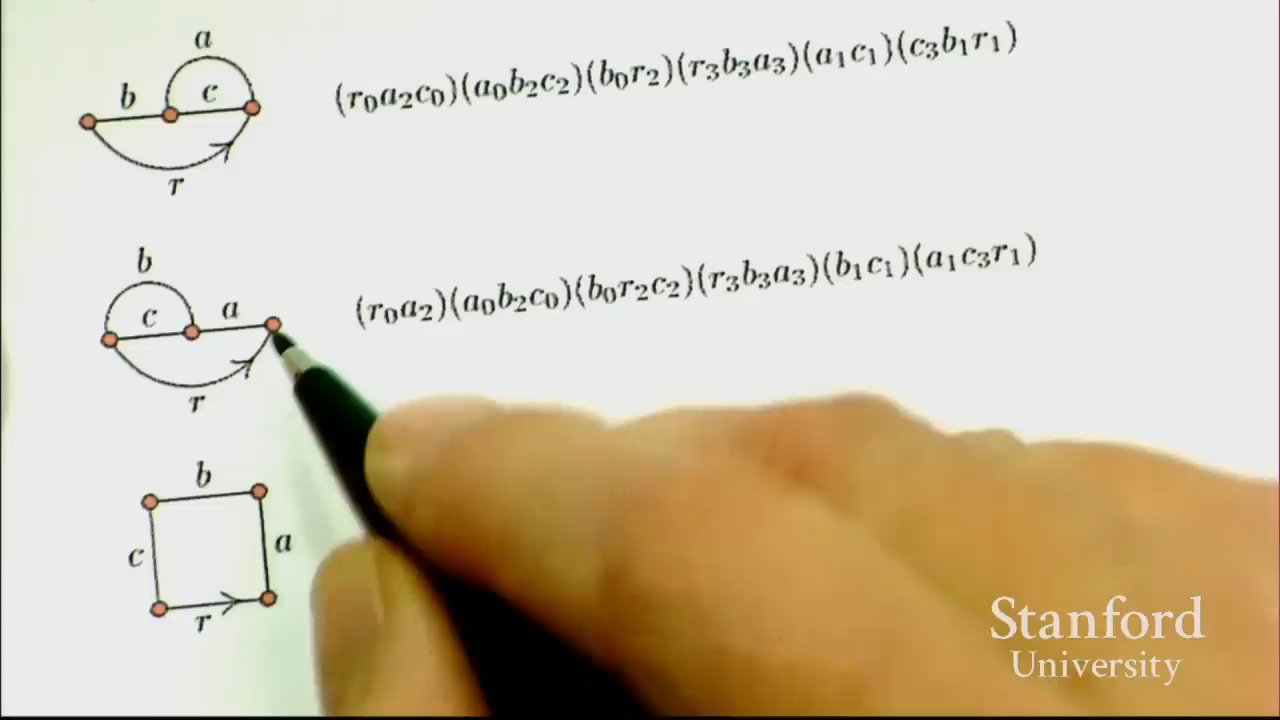 a
b c
r
(r₀a₂c₀)(a₀b₂c₂)(b₀r₂)(r₃b₃a₃)(a₁c₁)(c₃b₁r₁)
b
c a
r
(r₀a₂)(a₀b₂c₀)(b₀r₂c₂)(r₃b₃a₃)(b₁c₁)(a₁c₃r₁)
b
c a
r
Stanford
University